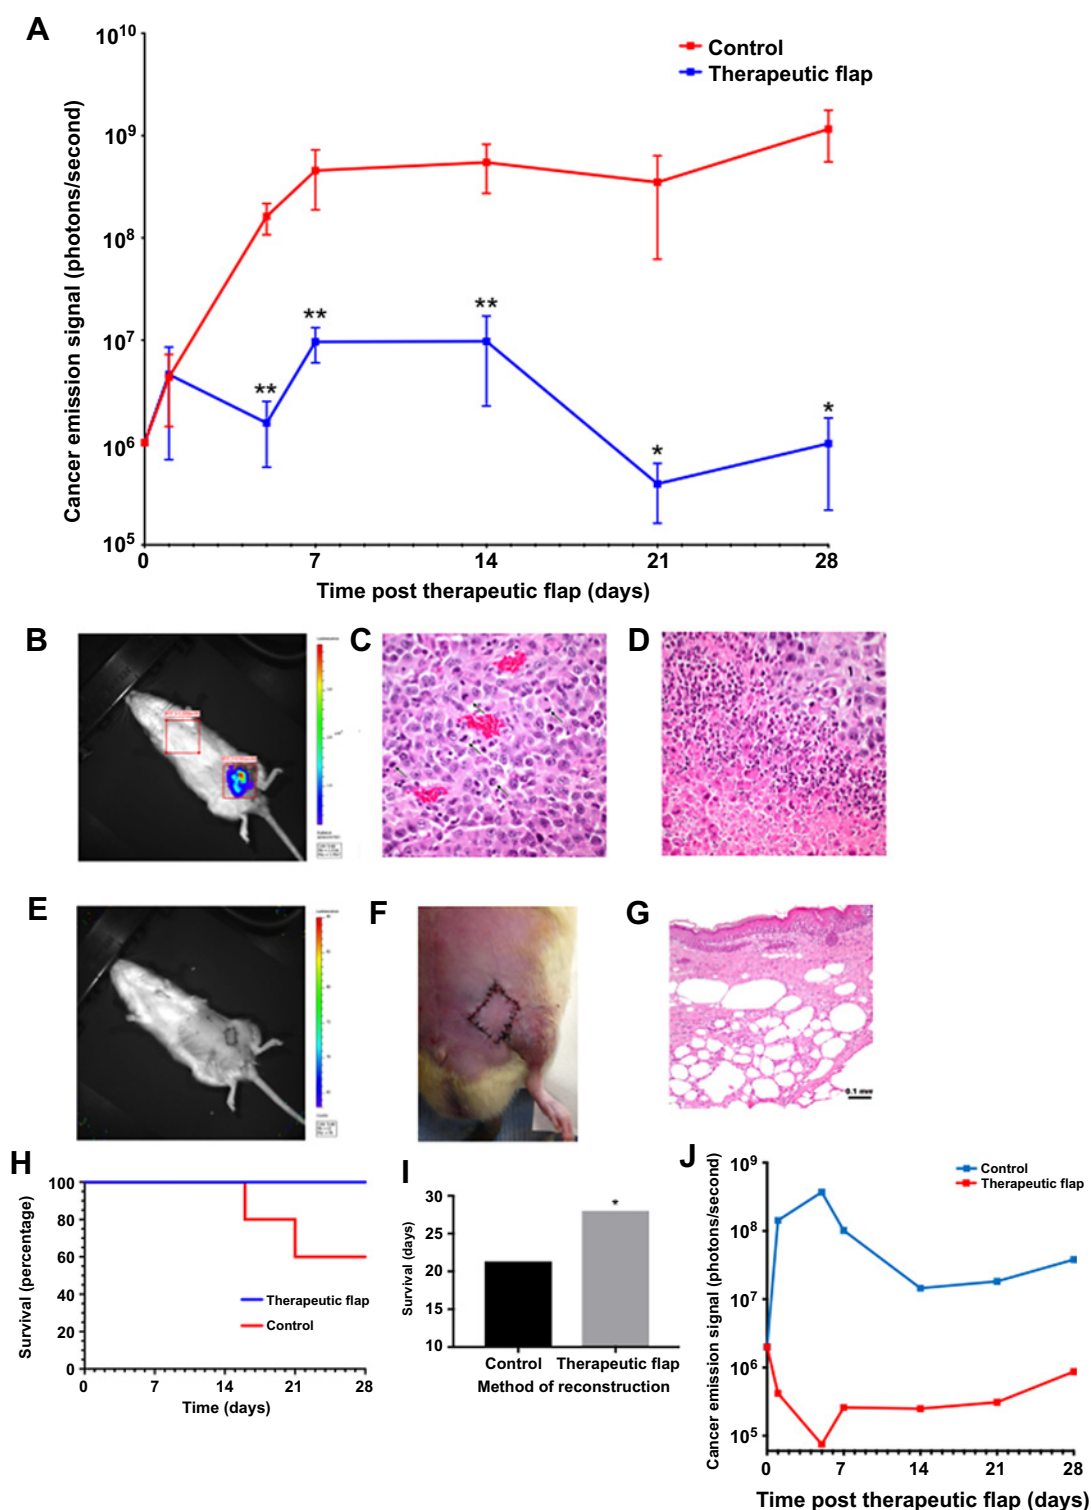 A
10^10
10^9
10^8
10^7
10^6
10^5
Cancer emission signal (photons/second)
Control
Therapeutic flap
**
**
**
*
*
0 7 14 21 28
Time post therapeutic flap (days)
B
C
D
E
F
G
0.1 mm
H
Survival (percentage)
100
80
60
40
20
0
Therapeutic flap
Control
0 7 14 21 28
Time (days)
I
Survival (days)
30
25
20
15
10
*
Control Therapeutic flap
Method of reconstruction
J
Cancer emission signal (photons/second)
10^9
10^8
10^7
10^6
10^5
Control
Therapeutic flap
0 7 14 21 28
Time post therapeutic flap (days)